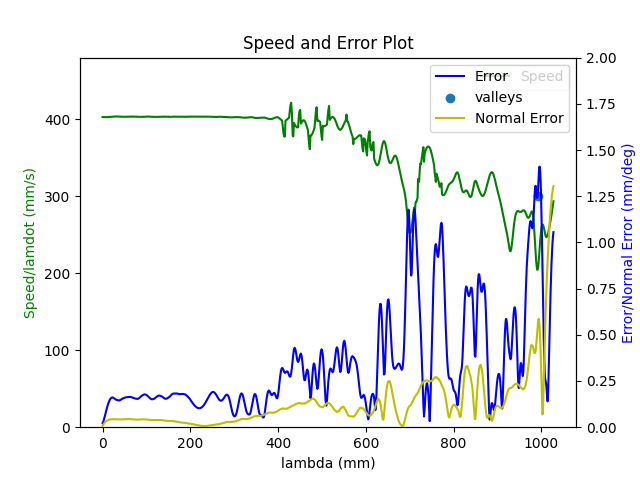 Speed and Error Plot
Error
Speed
valleys
Normal Error
Speed/lamdot (mm/s)
0
100
200
300
400
Error/Normal Error (mm/deg)
0.00
0.25
0.50
0.75
1.00
1.25
1.50
1.75
2.00
0 200 400 600 800 1000
lambda (mm)